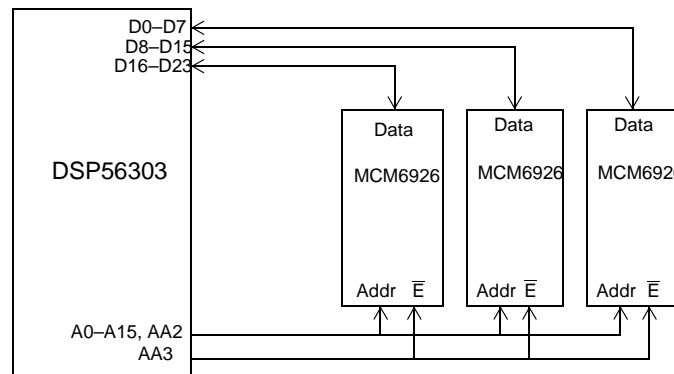 D0–D7
D8–D15
D16–D23
Data Data Data
DSP56303
MCM6926 MCM6926
Addr E̅ Addr E̅ Addr E̅
A0–A15, AA2
AA3